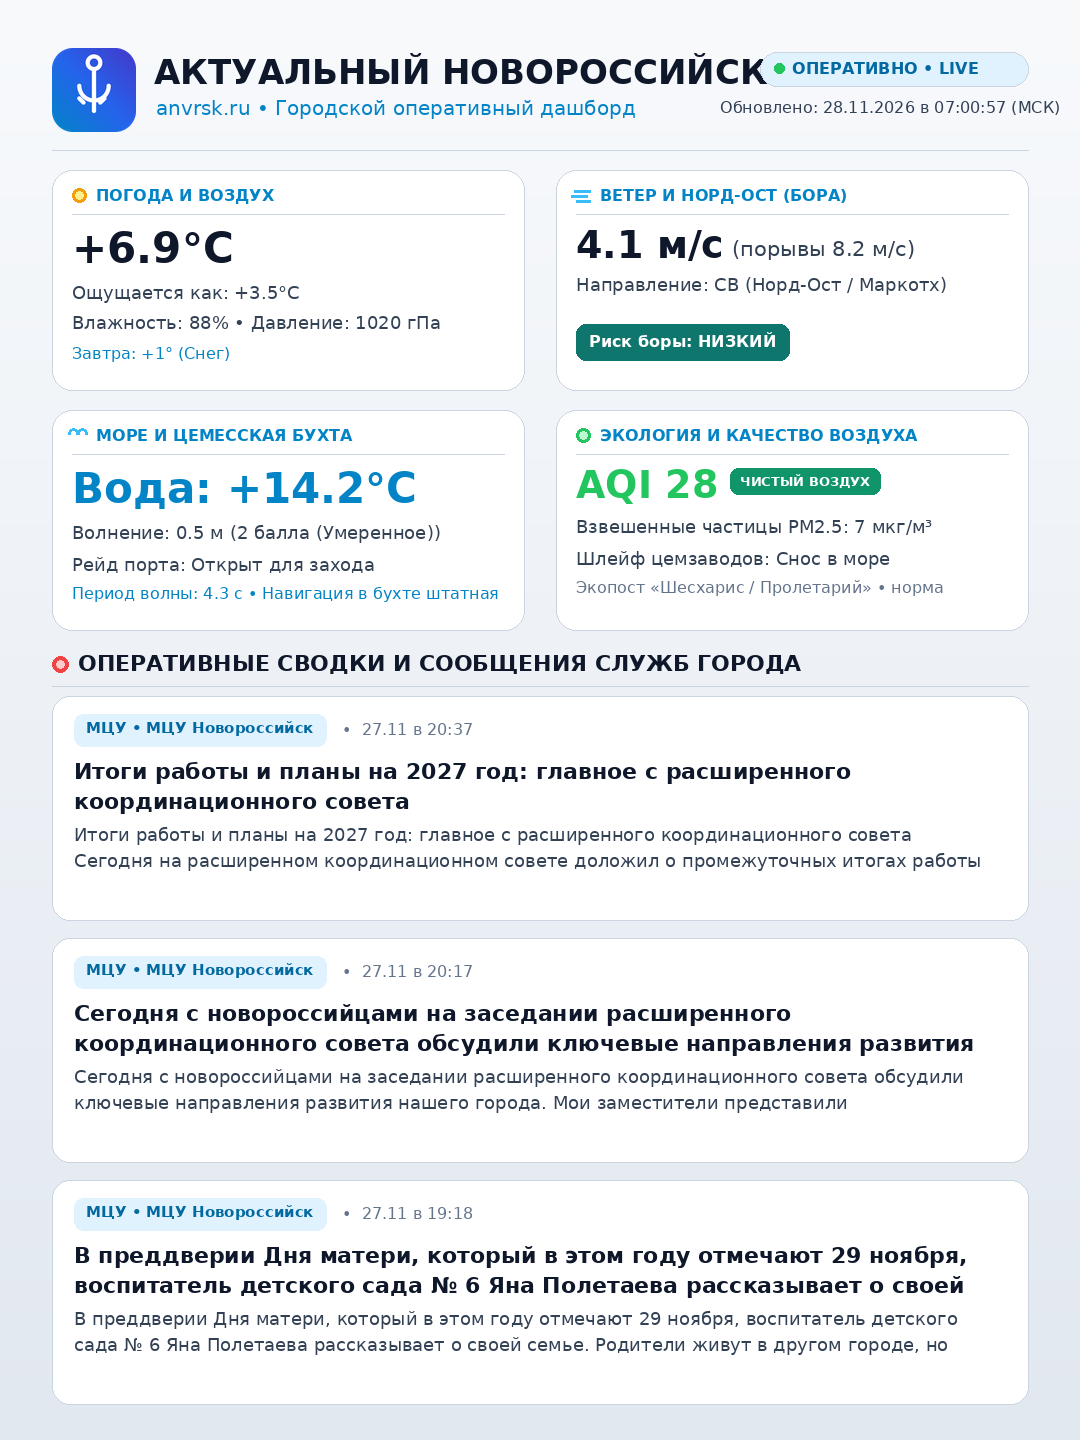 АКТУАЛЬНЫЙ НОВОРОССИЙСК
ОПЕРАТИВНО • LIVE
anvrsk.ru • Городской оперативный дашборд
Обновлено: 28.11.2026 в 07:00:57 (МСК)
ПОГОДА И ВОЗДУХ
+6.9°C
Ощущается как: +3.5°C
Влажность: 88% • Давление: 1020 гПа
Завтра: +1° (Снег)
ВЕТЕР И НОРД-ОСТ (БОРА)
4.1 м/с (порывы 8.2 м/с)
Направление: СВ (Норд-Ост / Маркотх)
Риск боры: НИЗКИЙ
МОРЕ И ЦЕМЕССКАЯ БУХТА
Вода: +14.2°C
Волнение: 0.5 м (2 балла (Умеренное))
Рейд порта: Открыт для захода
Период волны: 4.3 с • Навигация в бухте штатная
ЭКОЛОГИЯ И КАЧЕСТВО ВОЗДУХА
AQI 28 ЧИСТЫЙ ВОЗДУХ
Взвешенные частицы PM2.5: 7 мкг/м³
Шлейф цемзаводов: Снос в море
Экопост «Шесхарис / Пролетарий» • норма
ОПЕРАТИВНЫЕ СВОДКИ И СООБЩЕНИЯ СЛУЖБ ГОРОДА
МЦУ • МЦУ Новороссийск • 27.11 в 20:37
Итоги работы и планы на 2027 год: главное с расширенного
координационного совета
Итоги работы и планы на 2027 год: главное с расширенного координационного совета
Сегодня на расширенном координационном совете доложил о промежуточных итогах работы
МЦУ • МЦУ Новороссийск • 27.11 в 20:17
Сегодня с новороссийцами на заседании расширенного
координационного совета обсудили ключевые направления развития
Сегодня с новороссийцами на заседании расширенного координационного совета обсудили
ключевые направления развития нашего города. Мои заместители представили
МЦУ • МЦУ Новороссийск • 27.11 в 19:18
В преддверии Дня матери, который в этом году отмечают 29 ноября,
воспитатель детского сада № 6 Яна Полетаева рассказывает о своей
В преддверии Дня матери, который в этом году отмечают 29 ноября, воспитатель детского
сада № 6 Яна Полетаева рассказывает о своей семье. Родители живут в другом городе, но